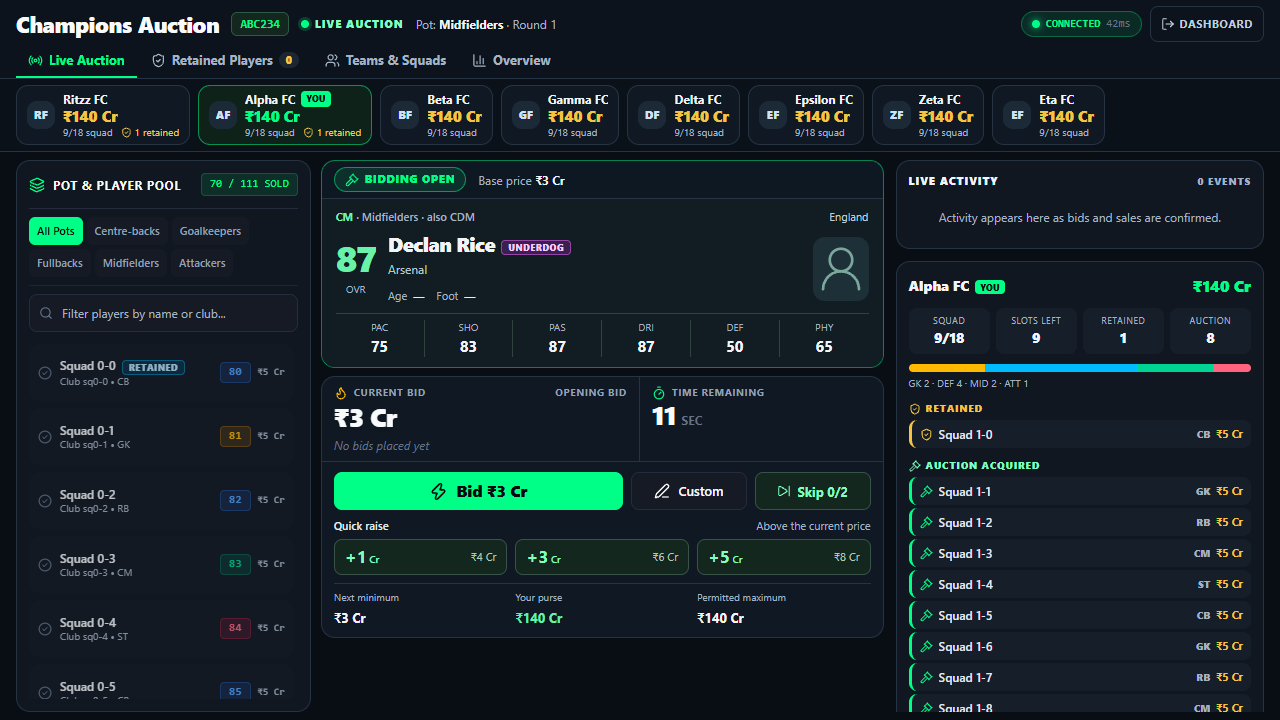 Champions Auction ABC234 LIVE AUCTION Pot: Midfielders · Round 1 CONNECTED 42ms DASHBOARD
Live Auction Retained Players 0 Teams & Squads Overview
RF Ritzz FC ₹140 Cr 9/18 squad 1 retained
AF Alpha FC YOU ₹140 Cr 9/18 squad 1 retained
BF Beta FC ₹140 Cr 9/18 squad
GF Gamma FC ₹140 Cr 9/18 squad
DF Delta FC ₹140 Cr 9/18 squad
EF Epsilon FC ₹140 Cr 9/18 squad
ZF Zeta FC ₹140 Cr 9/18 squad
EF Eta FC ₹140 Cr 9/18 squad
POT & PLAYER POOL 70 / 111 SOLD
All Pots Centre-backs Goalkeepers
Fullbacks Midfielders Attackers
Filter players by name or club...
Squad 0-0 RETAINED 80 ₹5 Cr
Club sq0-0 • CB
Squad 0-1 81 ₹5 Cr
Club sq0-1 • GK
Squad 0-2 82 ₹5 Cr
Club sq0-2 • RB
Squad 0-3 83 ₹5 Cr
Club sq0-3 • CM
Squad 0-4 84 ₹5 Cr
Club sq0-4 • ST
Squad 0-5 85 ₹5 Cr
BIDDING OPEN Base price ₹3 Cr
CM · Midfielders · also CDM England
87 OVR
Declan Rice UNDERDOG
Arsenal
Age — Foot —
PAC SHO PAS DRI DEF PHY
75 83 87 87 50 65
CURRENT BID OPENING BID
₹3 Cr
No bids placed yet
TIME REMAINING
11 SEC
Bid ₹3 Cr Custom Skip 0/2
Quick raise Above the current price
+1 Cr ₹4 Cr +3 Cr ₹6 Cr +5 Cr ₹8 Cr
Next minimum Your purse Permitted maximum
₹3 Cr ₹140 Cr ₹140 Cr
LIVE ACTIVITY 0 EVENTS
Activity appears here as bids and sales are confirmed.
Alpha FC YOU ₹140 Cr
SQUAD SLOTS LEFT RETAINED AUCTION
9/18 9 1 8
GK 2 · DEF 4 · MID 2 · ATT 1
RETAINED
Squad 1-0 CB ₹5 Cr
AUCTION ACQUIRED
Squad 1-1 GK ₹5 Cr
Squad 1-2 RB ₹5 Cr
Squad 1-3 CM ₹5 Cr
Squad 1-4 ST ₹5 Cr
Squad 1-5 CB ₹5 Cr
Squad 1-6 GK ₹5 Cr
Squad 1-7 RB ₹5 Cr
Squad 1-8 CM ₹5 Cr